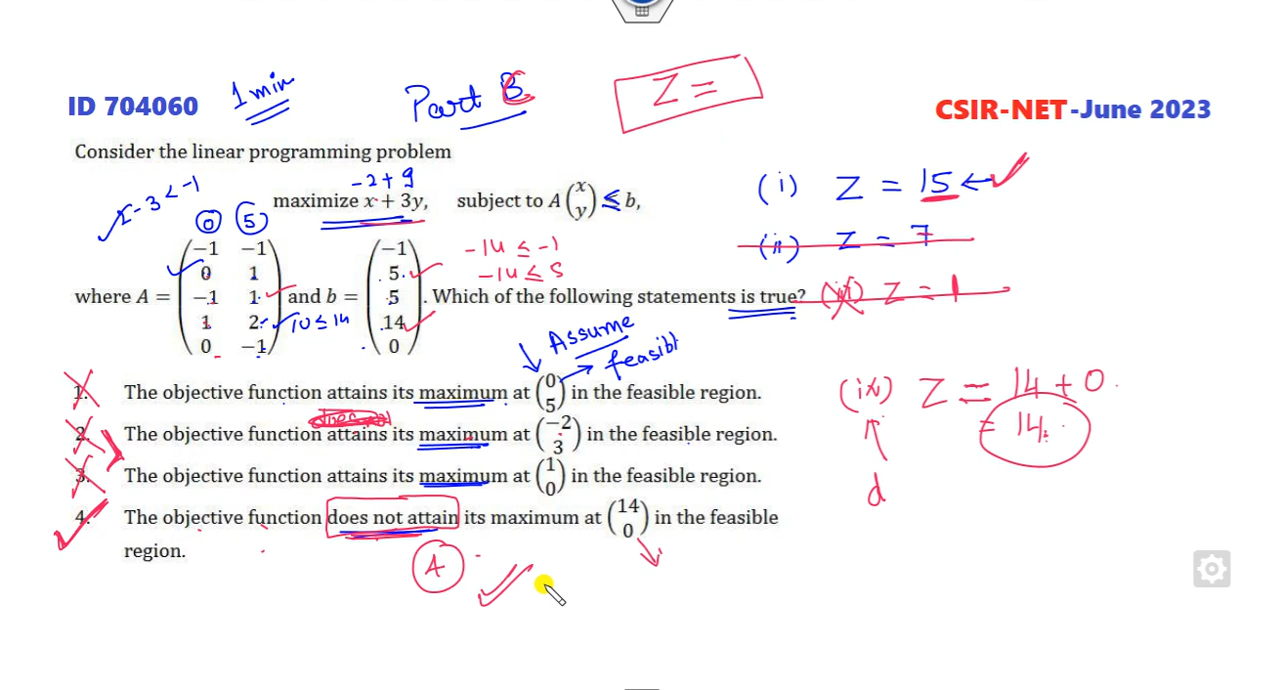 ID 704060
1 min
Part C
Z =
CSIR-NET-June 2023
Consider the linear programming problem
-3 < -1
-2 + 9
maximize x + 3y, subject to A (x y) ≤ b,
0 5
where A = (-1 -1
0 1
-1 1
1 2
0 -1)
and b = (-1
5
5
14
0)
. Which of the following statements is true?
-14 ≤ -1
-14 ≤ 5
10 ≤ 14
(i) Z = 15 ←
(ii) Z = 7
(iii) Z = 1
(iv) Z = 14 + 0
= 14
Assume
feasibl
1. The objective function attains its maximum at (0 5) in the feasible region.
2. The objective function attains its maximum at (-2 3) in the feasible region.
3. The objective function attains its maximum at (1 0) in the feasible region.
4. The objective function does not attain its maximum at (14 0) in the feasible
region.